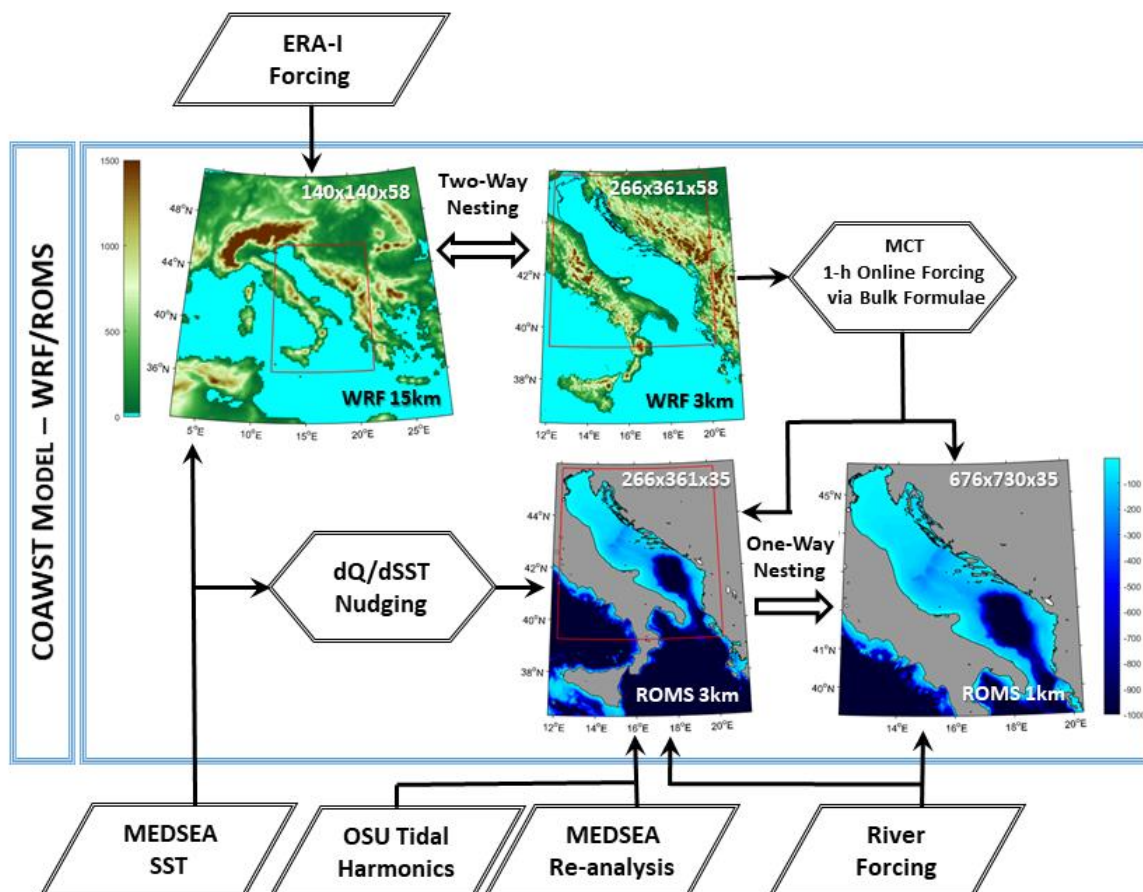 ERA-I
Forcing
COAWST MODEL – WRF/ROMS
1500
1000
500
0
140x140x58
48°N
44°N
40°N
36°N
WRF 15km
5°E
10°E
15°E
20°E
25°E
Two-Way
Nesting
266x361x58
42°N
40°N
38°N
WRF 3km
12°E
14°E
16°E
18°E
20°E
MCT
1-h Online Forcing
via Bulk Formulae
dQ/dSST
Nudging
266x361x35
44°N
42°N
40°N
38°N
ROMS 3km
12°E
14°E
16°E
18°E
20°E
One-Way
Nesting
676x730x35
45°N
42°N
41°N
40°N
ROMS 1km
14°E
16°E
18°E
20°E
-100
-200
-300
-400
-500
-600
-700
-800
-900
-1000
MEDSEA
SST
OSU Tidal
Harmonics
MEDSEA
Re-analysis
River
Forcing